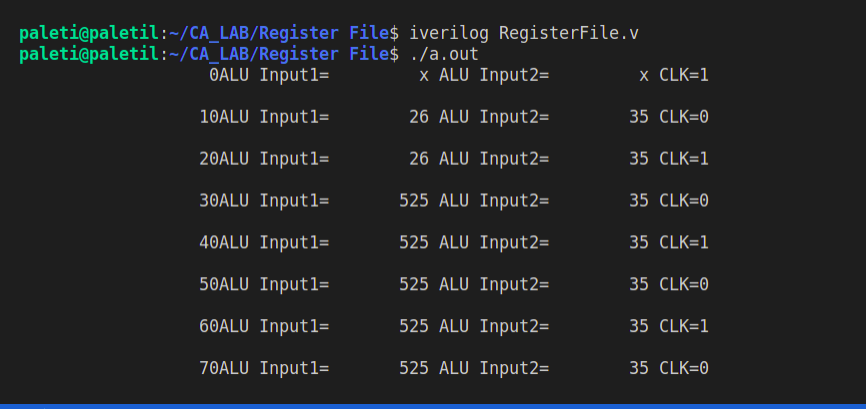 paleti@paletil:~/CA_LAB/Register File$ iverilog RegisterFile.v
paleti@paletil:~/CA_LAB/Register File$ ./a.out
                   0ALU Input1=         x ALU Input2=         x CLK=1
                  10ALU Input1=        26 ALU Input2=        35 CLK=0
                  20ALU Input1=        26 ALU Input2=        35 CLK=1
                  30ALU Input1=       525 ALU Input2=        35 CLK=0
                  40ALU Input1=       525 ALU Input2=        35 CLK=1
                  50ALU Input1=       525 ALU Input2=        35 CLK=0
                  60ALU Input1=       525 ALU Input2=        35 CLK=1
                  70ALU Input1=       525 ALU Input2=        35 CLK=0